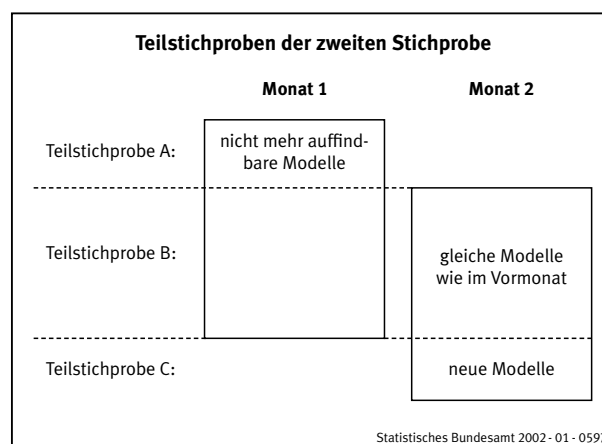 Teilstichproben der zweiten Stichprobe
Monat 1
Monat 2
Teilstichprobe A:
nicht mehr auffind-
bare Modelle
Teilstichprobe B:
gleiche Modelle
wie im Vormonat
Teilstichprobe C:
neue Modelle
Statistisches Bundesamt 2002 - 01 - 0597